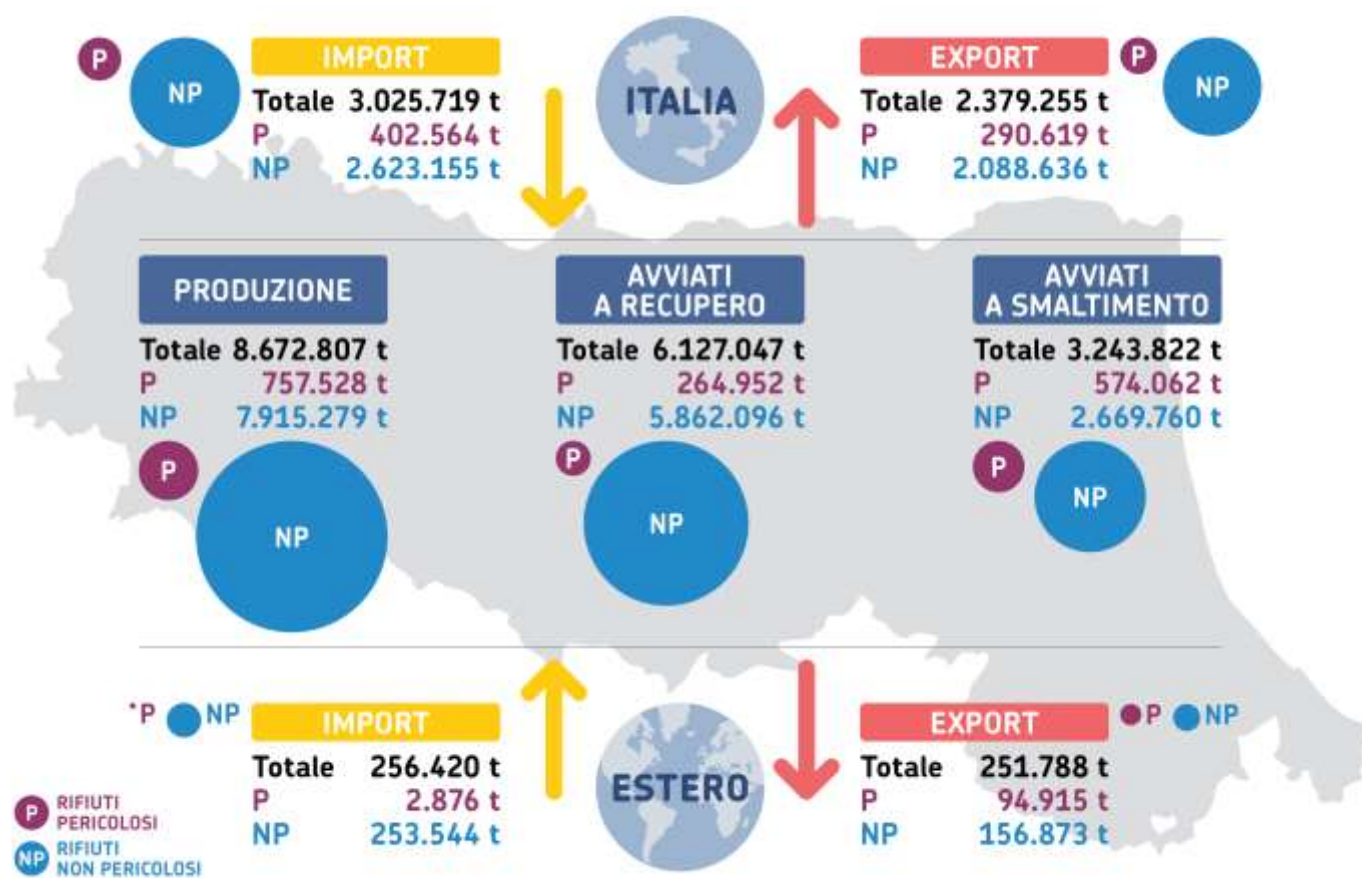 P
NP
IMPORT
Totale 3.025.719 t
P 402.564 t
NP 2.623.155 t
ITALIA
EXPORT
Totale 2.379.255 t
P 290.619 t
NP 2.088.636 t
P
NP
PRODUZIONE
Totale 8.672.807 t
P 757.528 t
NP 7.915.279 t
P
NP
AVVIATI
A RECUPERO
Totale 6.127.047 t
P 264.952 t
NP 5.862.096 t
P
NP
AVVIATI
A SMALTIMENTO
Totale 3.243.822 t
P 574.062 t
NP 2.669.760 t
P
NP
P NP
IMPORT
Totale 256.420 t
P 2.876 t
NP 253.544 t
ESTERO
EXPORT
Totale 251.788 t
P 94.915 t
NP 156.873 t
P NP
P RIFIUTI
PERICOLOSI
NP RIFIUTI
NON PERICOLOSI